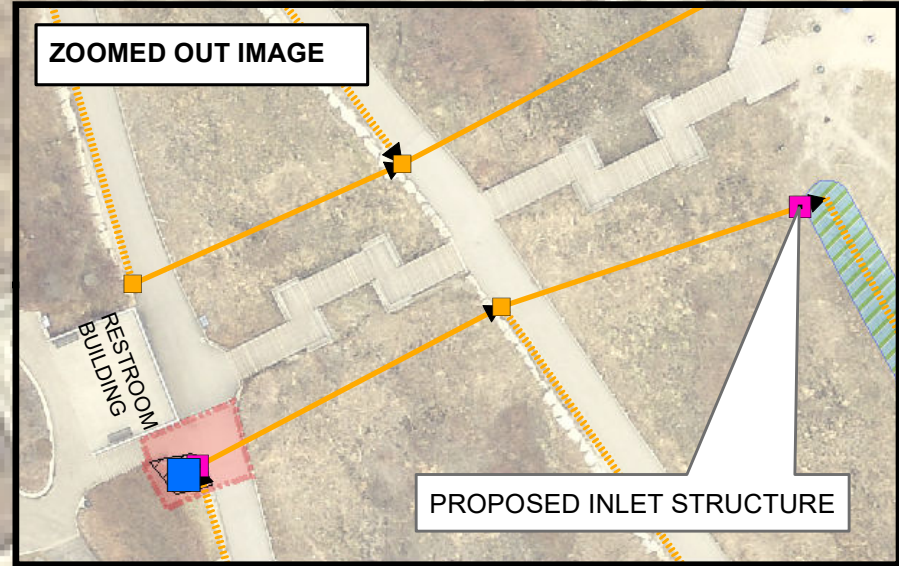 ZOOMED OUT IMAGE
RESTROOM
BUILDING
PROPOSED INLET STRUCTURE